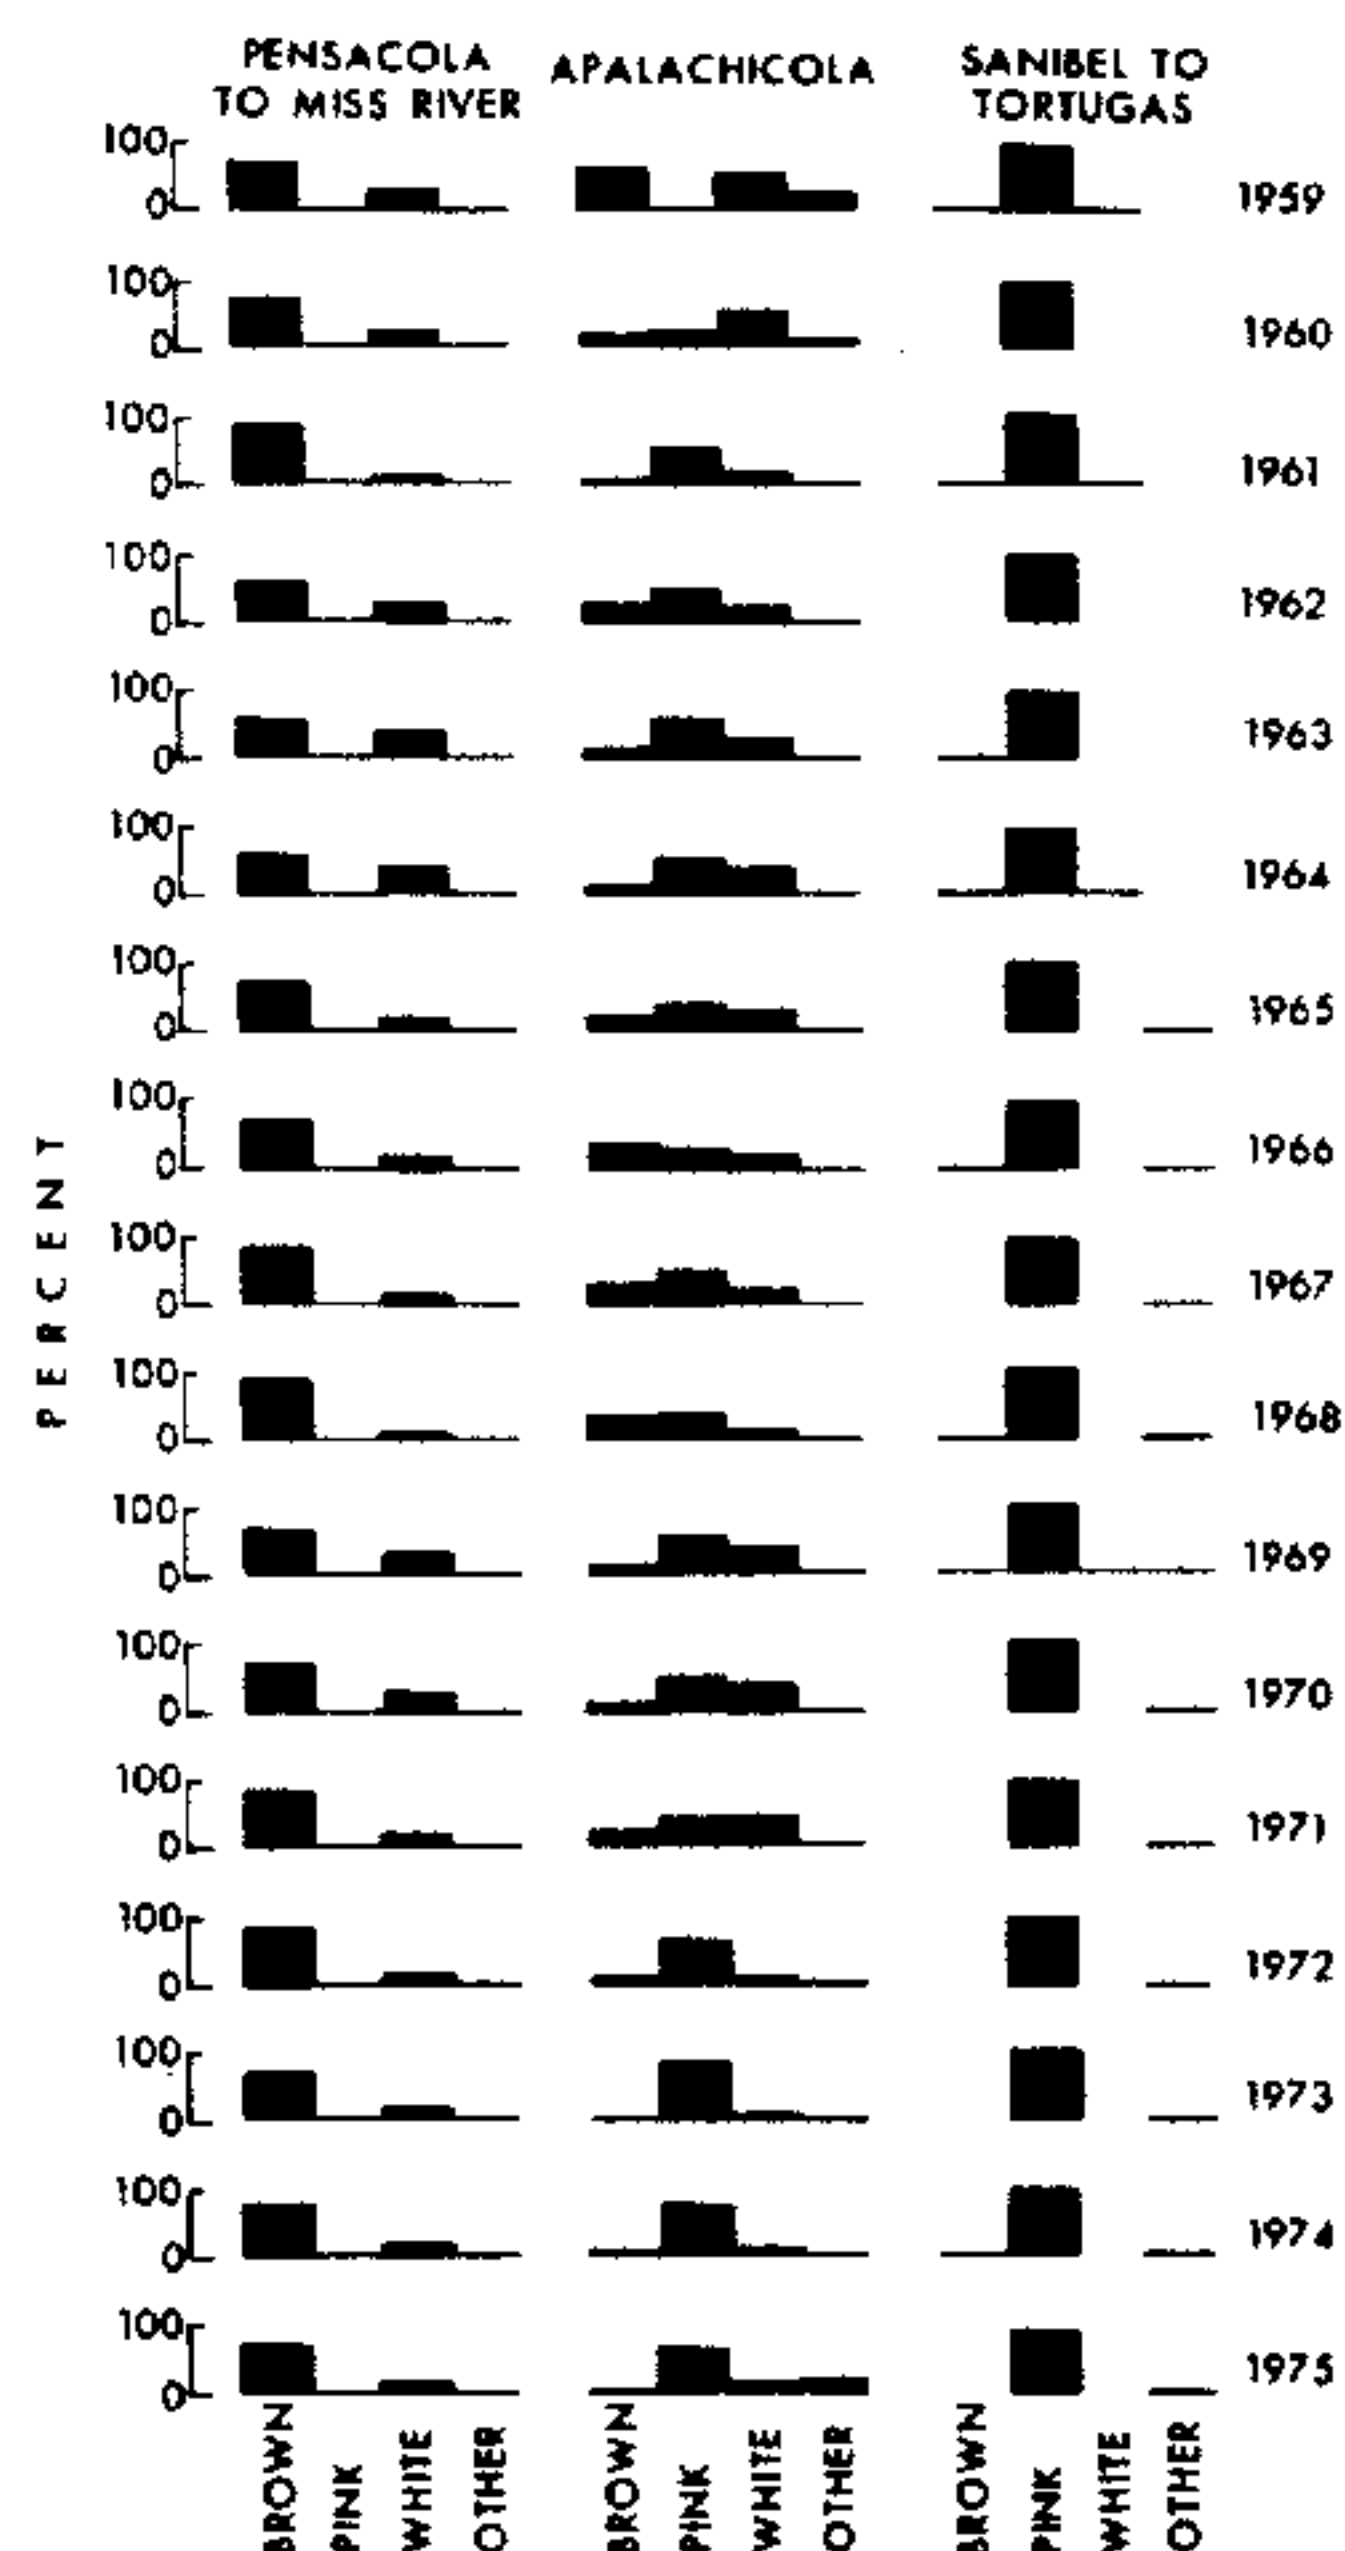 PENSACOLA
TO MISS RIVER
APALACHICOLA
SANIBEL TO
TORTUGAS
100
0
1959
100
0
1960
100
0
1961
100
0
1962
100
0
1963
100
0
1964
100
0
1965
100
0
1966
100
0
1967
100
0
1968
100
0
1969
100
0
1970
100
0
1971
100
0
1972
100
0
1973
100
0
1974
100
0
1975
PERCENT
BROWN
PINK
WHITE
OTHER
BROWN
PINK
WHITE
OTHER
BROWN
PINK
WHITE
OTHER